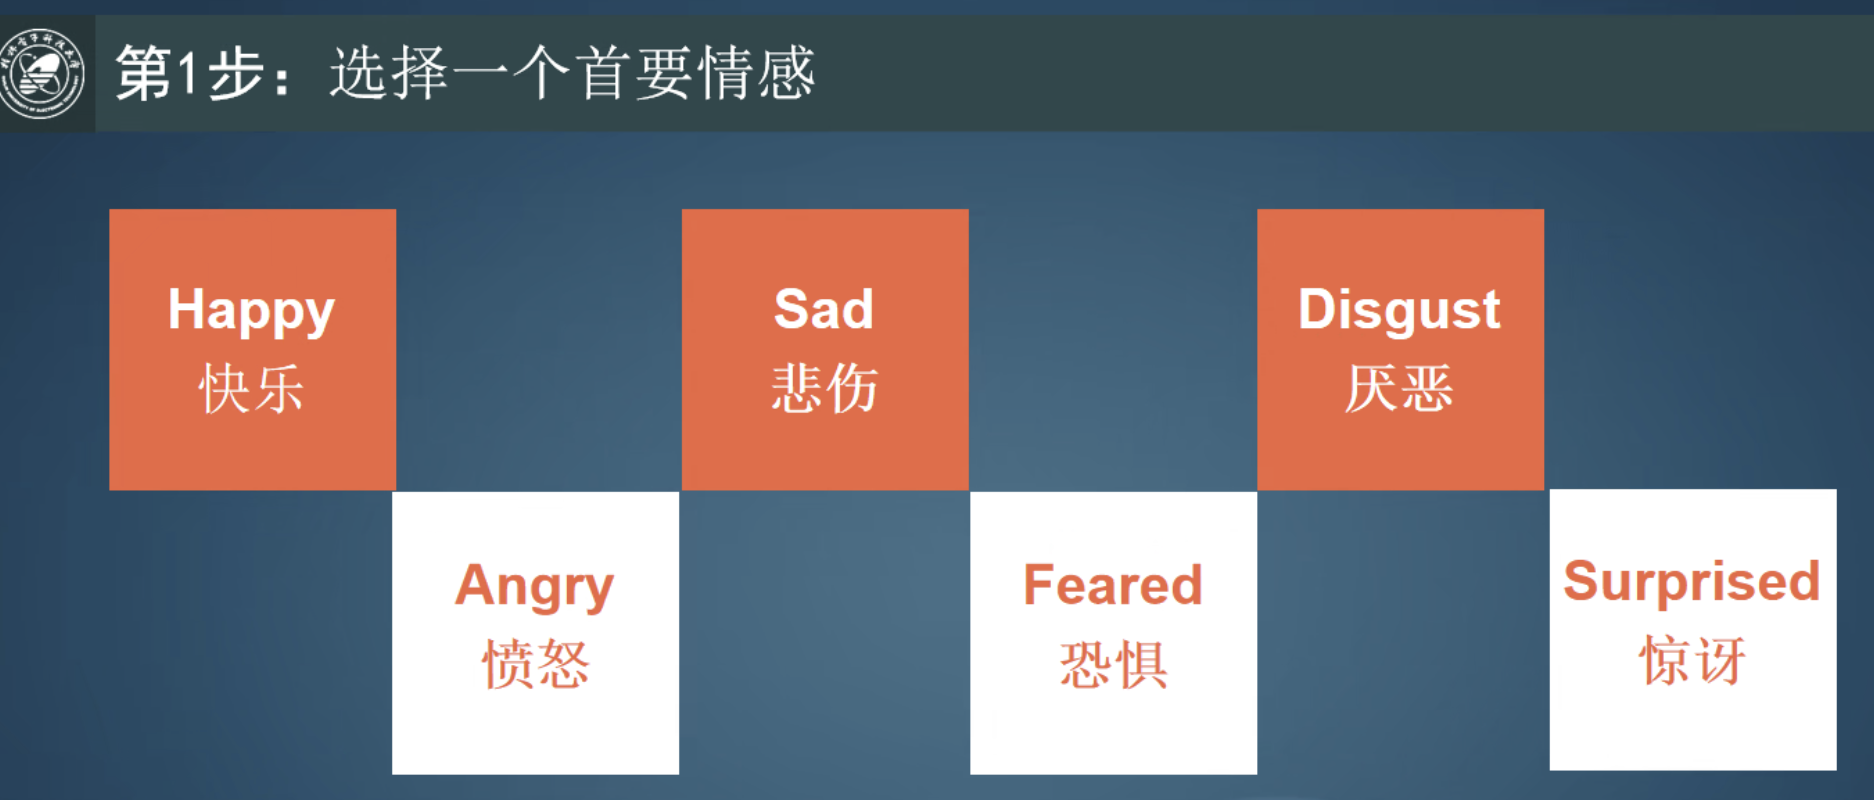 第1步：选择一个首要情感
Happy
快乐
Sad
悲伤
Disgust
厌恶
Angry
愤怒
Feared
恐惧
Surprised
惊讶